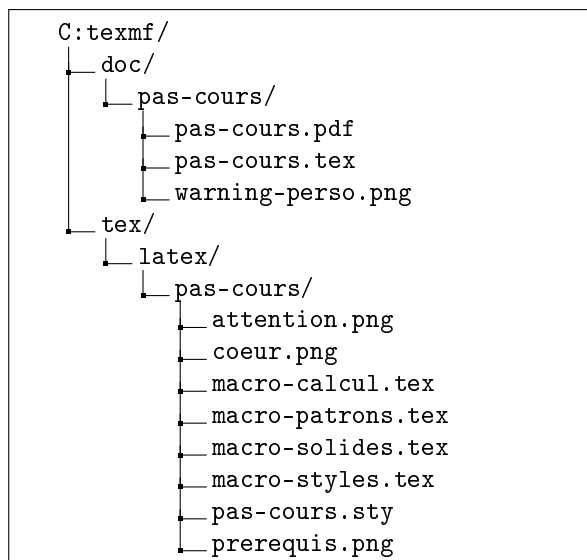 C:texmf/
doc/
pas-cours/
pas-cours.pdf
pas-cours.tex
warning-perso.png
tex/
latex/
pas-cours/
attention.png
coeur.png
macro-calcul.tex
macro-patrons.tex
macro-solides.tex
macro-styles.tex
pas-cours.sty
prerequis.png